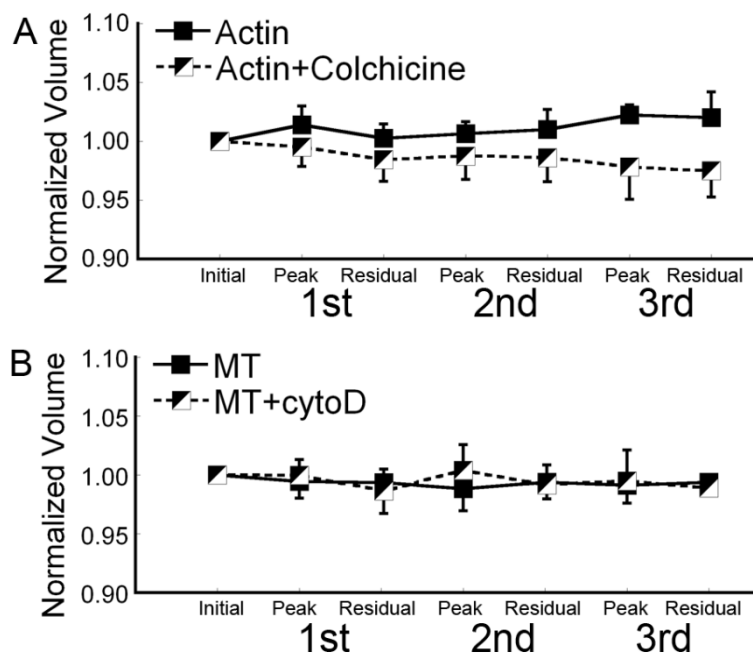 A
Normalized Volume
1.10
1.05
1.00
0.95
0.90
Actin
Actin+Colchicine
Initial Peak Residual Peak Residual Peak Residual
1st 2nd 3rd
B
Normalized Volume
1.10
1.05
1.00
0.95
0.90
MT
MT+cytoD
Initial Peak Residual Peak Residual Peak Residual
1st 2nd 3rd